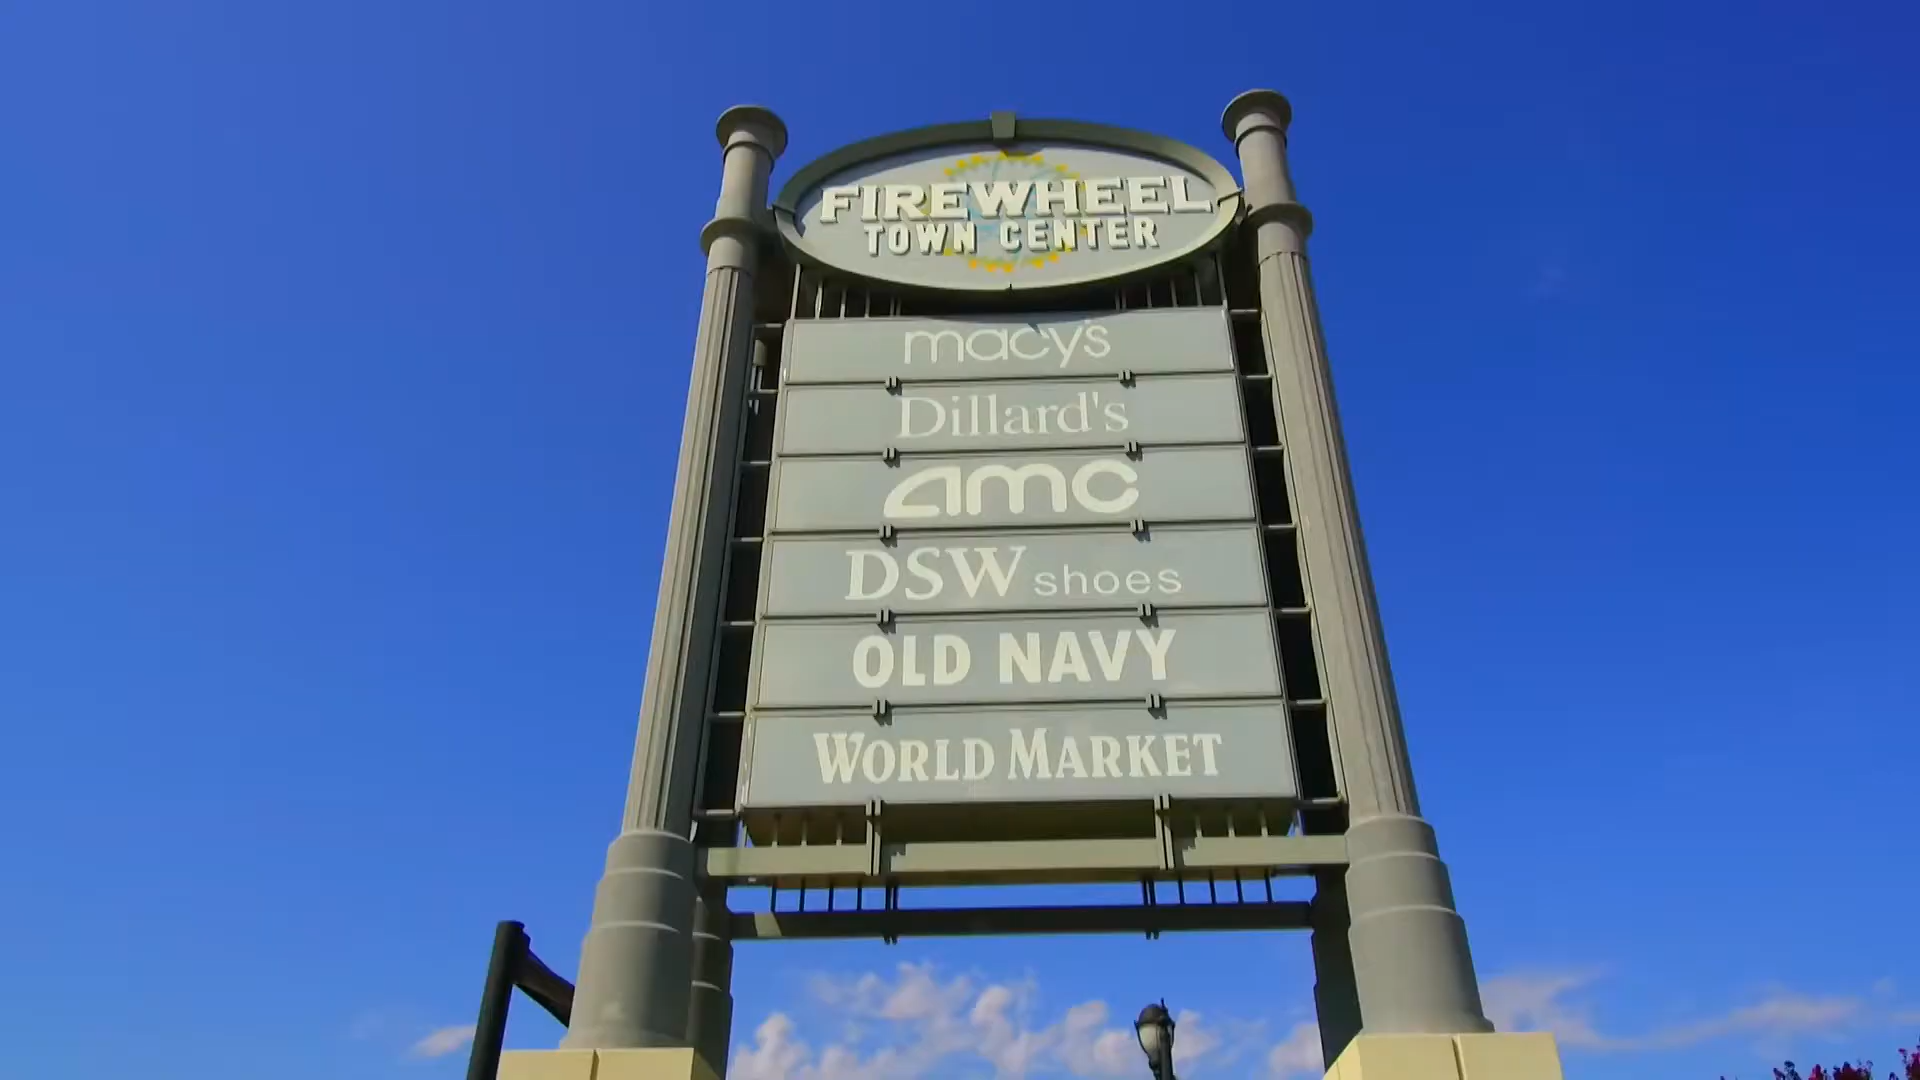 FIREWHEEL
TOWN CENTER
macy's
Dillard's
amc
DSW shoes
OLD NAVY
WORLD MARKET